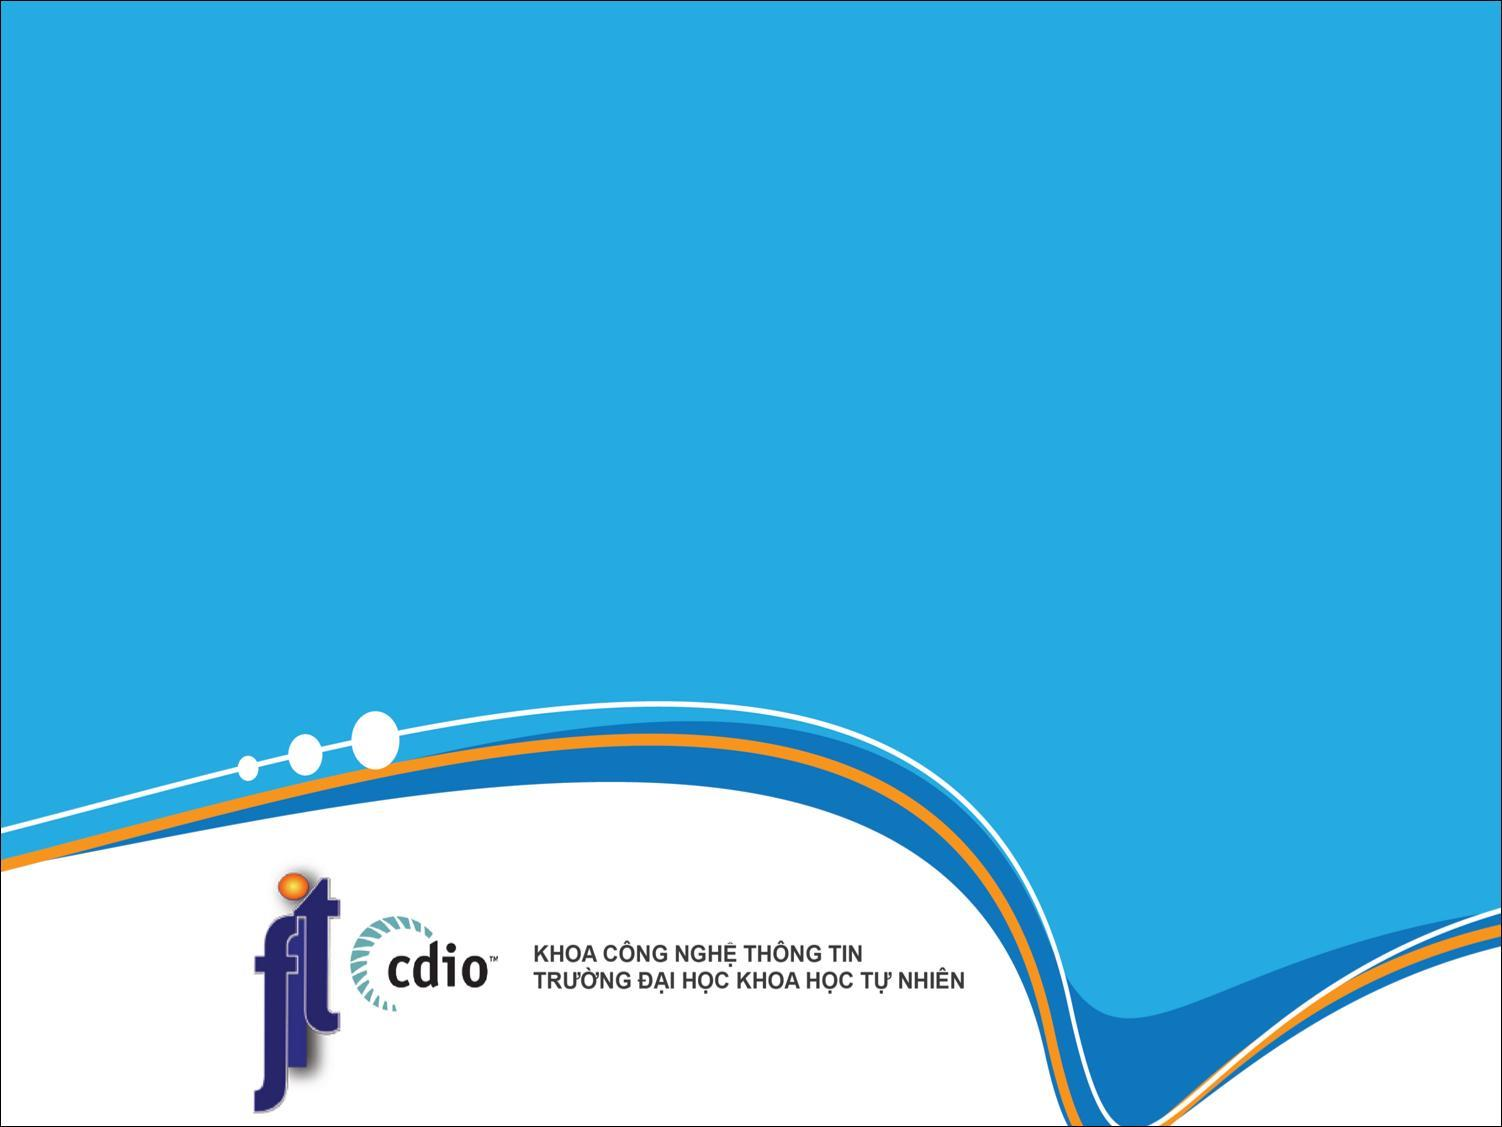 fit
cdio™
KHOA CÔNG NGHỆ THÔNG TIN
TRƯỜNG ĐẠI HỌC KHOA HỌC TỰ NHIÊN